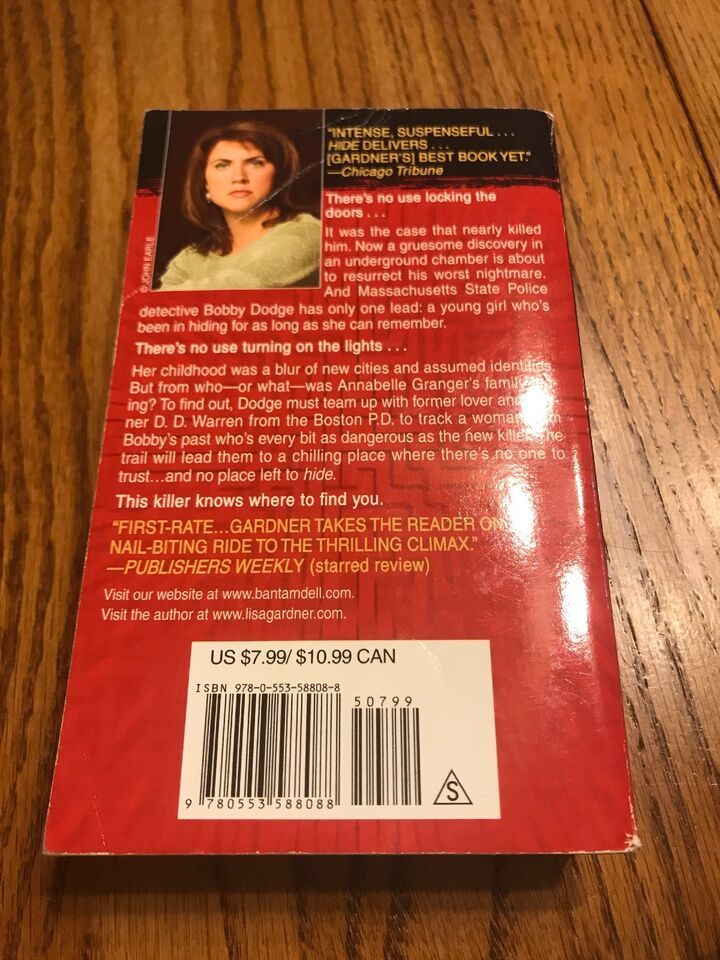 "INTENSE, SUSPENSEFUL...
HIDE DELIVERS...
[GARDNER'S] BEST BOOK YET."
—Chicago Tribune
There's no use locking the
doors...
It was the case that nearly killed
him. Now a gruesome discovery in
an underground chamber is about
to resurrect his worst nightmare.
And Massachusetts State Police
© JOHN EARLE
detective Bobby Dodge has only one lead: a young girl who's
been in hiding for as long as she can remember.
There's no use turning on the lights...
Her childhood was a blur of new cities and assumed identities.
But from who—or what—was Annabelle Granger's family
ing? To find out, Dodge must team up with former lover and
ner D. D. Warren from the Boston P.D. to track a woman
Bobby's past who's every bit as dangerous as the new killer. The
trail will lead them to a chilling place where there's no one to
trust...and no place left to hide.
This killer knows where to find you.
"FIRST-RATE...GARDNER TAKES THE READER ON
NAIL-BITING RIDE TO THE THRILLING CLIMAX."
—PUBLISHERS WEEKLY (starred review)
Visit our website at www.bantamdell.com.
Visit the author at www.lisagardner.com.
US $7.99/ $10.99 CAN
ISBN 978-0-553-58808-8
50799
9 780553 588088
S